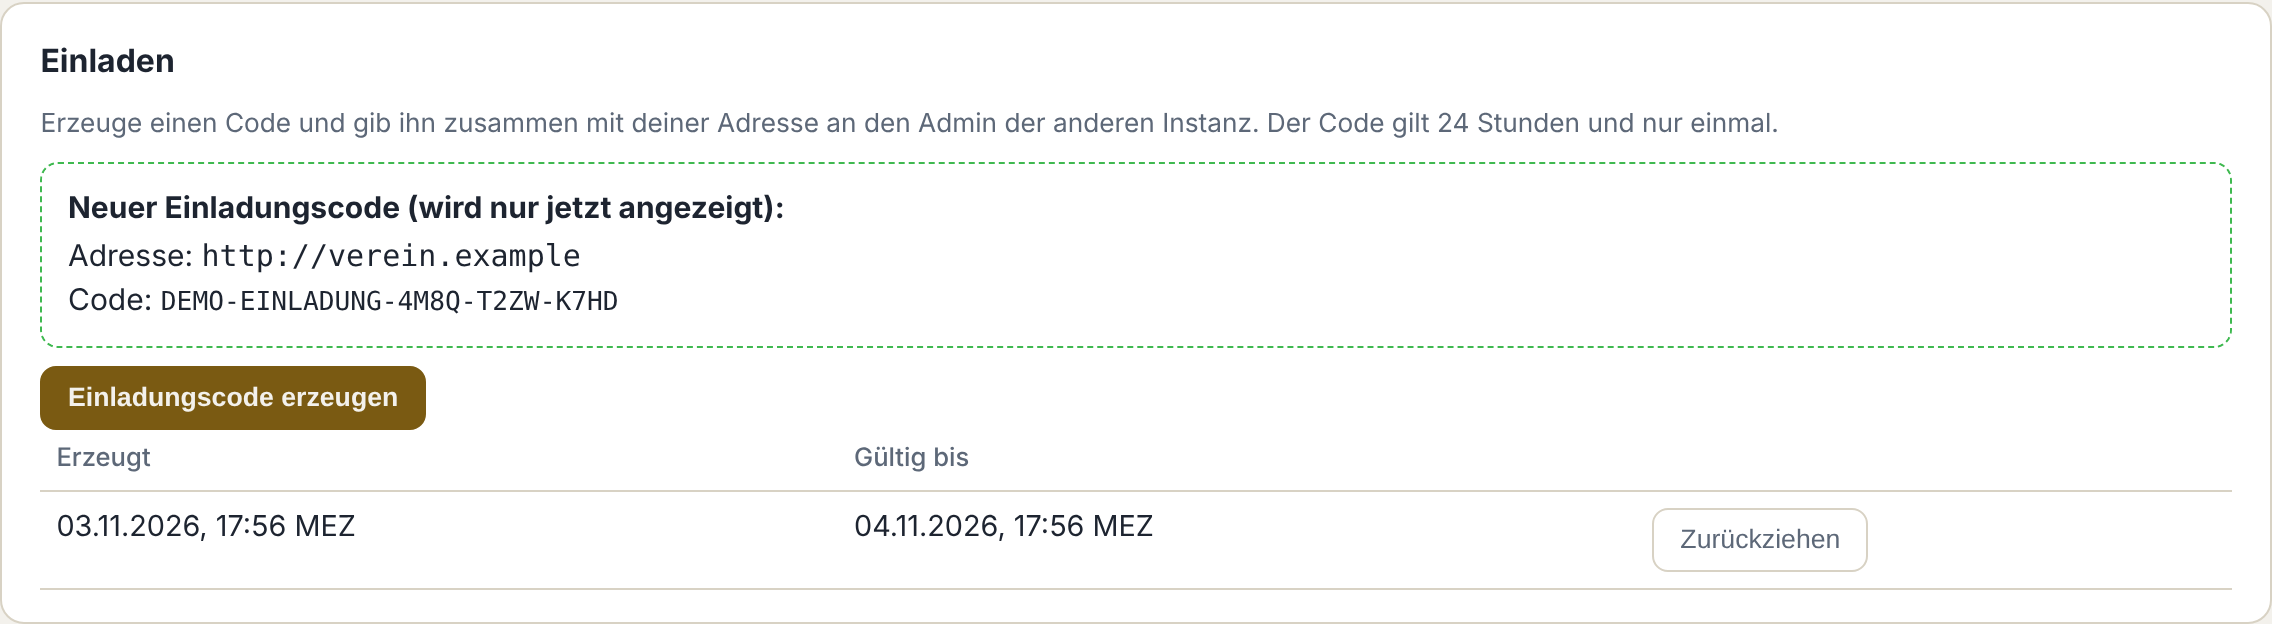 Einladen
Erzeuge einen Code und gib ihn zusammen mit deiner Adresse an den Admin der anderen Instanz. Der Code gilt 24 Stunden und nur einmal.
Neuer Einladungscode (wird nur jetzt angezeigt):
Adresse: http://verein.example
Code: DEMO-EINLADUNG-4M8Q-T2ZW-K7HD
Einladungscode erzeugen
Erzeugt Gültig bis
03.11.2026, 17:56 MEZ 04.11.2026, 17:56 MEZ Zurückziehen